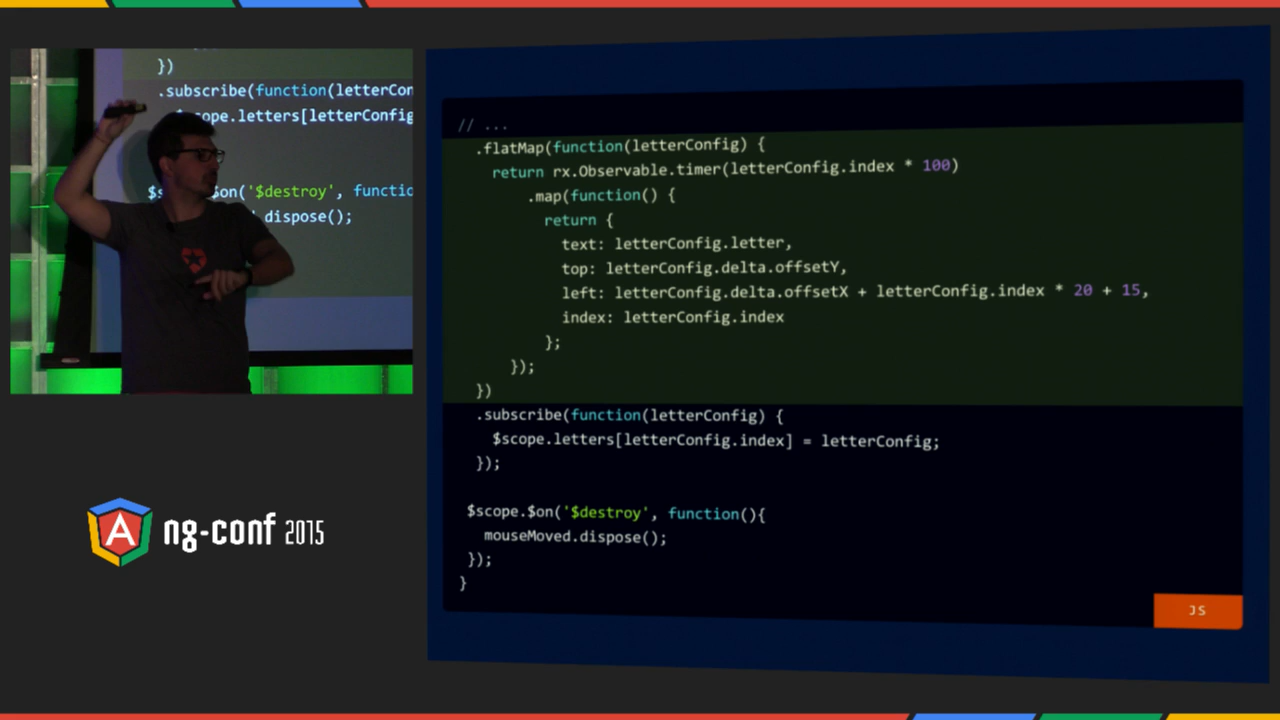 })
.subscribe(function(letterCon
$scope.letters[letterConfig
$on('$destroy', functio
dispose();
ng-conf 2015
// ...
.flatMap(function(letterConfig) {
return rx.Observable.timer(letterConfig.index * 100)
.map(function() {
return {
text: letterConfig.letter,
top: letterConfig.delta.offsetY,
left: letterConfig.delta.offsetX + letterConfig.index * 20 + 15,
index: letterConfig.index
};
});
})
.subscribe(function(letterConfig) {
$scope.letters[letterConfig.index] = letterConfig;
});
$scope.$on('$destroy', function(){
mouseMoved.dispose();
});
}
JS